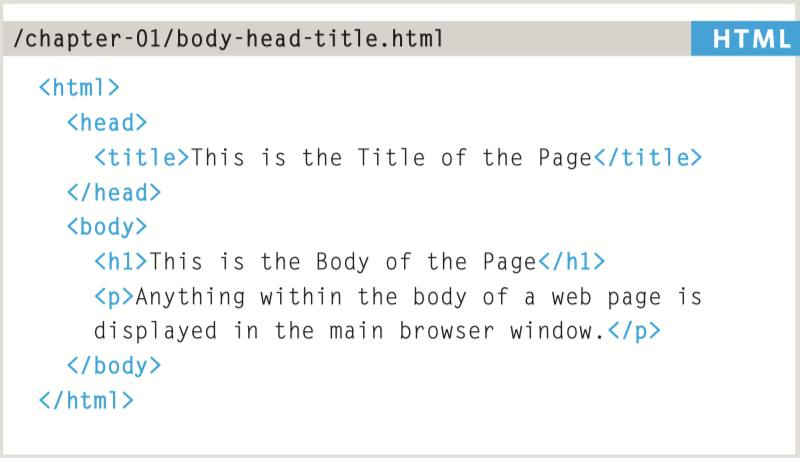 /chapter-01/body-head-title.html HTML
<html>
<head>
<title>This is the Title of the Page</title>
</head>
<body>
<h1>This is the Body of the Page</h1>
<p>Anything within the body of a web page is
displayed in the main browser window.</p>
</body>
</html>